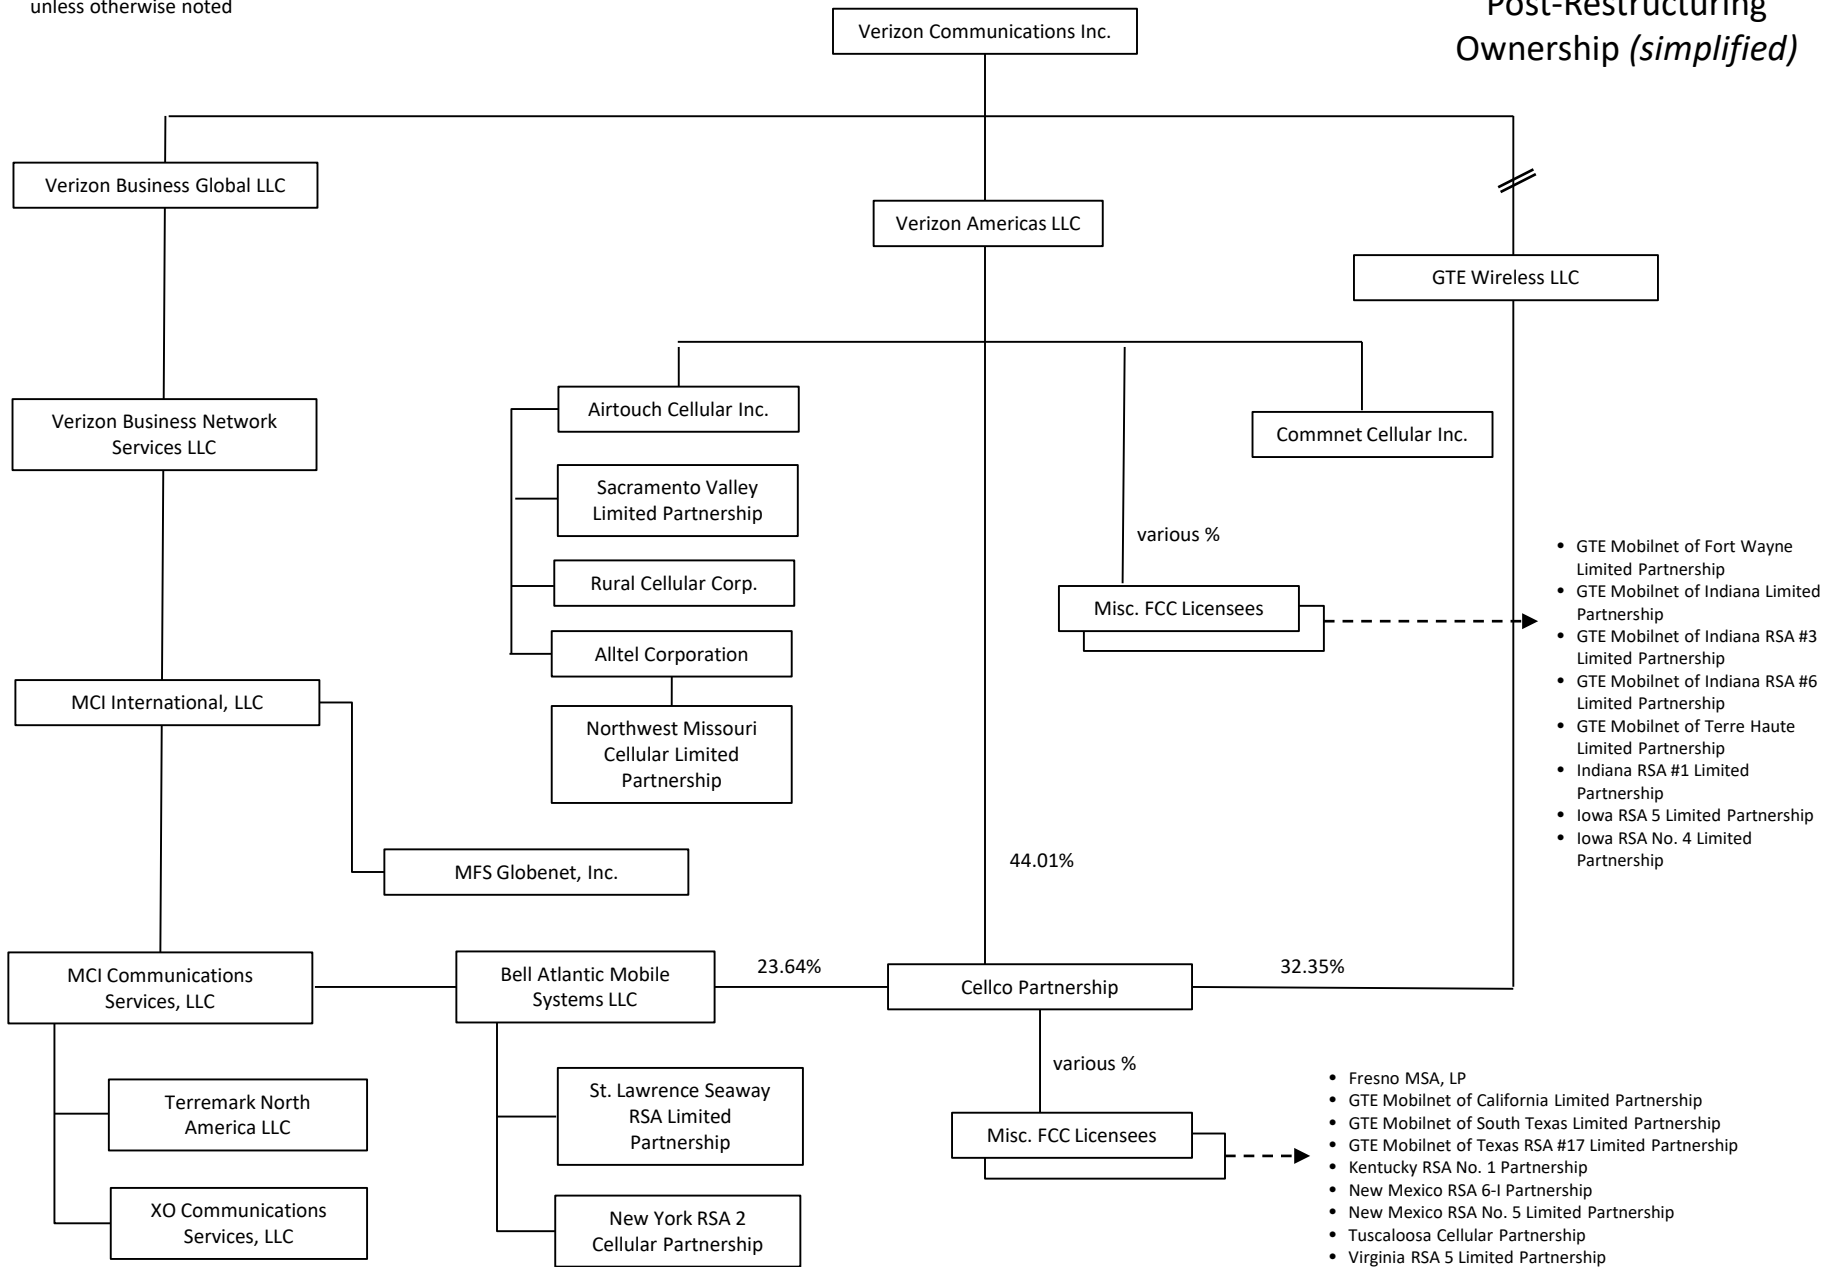 unless otherwise noted
Post-Restructuring
Ownership (simplified)
Verizon Communications Inc.
Verizon Business Global LLC
Verizon Americas LLC
GTE Wireless LLC
Verizon Business Network
Services LLC
Airtouch Cellular Inc.
Commnet Cellular Inc.
Sacramento Valley
Limited Partnership
various %
Rural Cellular Corp.
Misc. FCC Licensees
• GTE Mobilnet of Fort Wayne
Limited Partnership
• GTE Mobilnet of Indiana Limited
Partnership
• GTE Mobilnet of Indiana RSA #3
Limited Partnership
• GTE Mobilnet of Indiana RSA #6
Limited Partnership
• GTE Mobilnet of Terre Haute
Limited Partnership
• Indiana RSA #1 Limited
Partnership
• Iowa RSA 5 Limited Partnership
• Iowa RSA No. 4 Limited
Partnership
Alltel Corporation
MCI International, LLC
Northwest Missouri
Cellular Limited
Partnership
MFS Globenet, Inc.
44.01%
MCI Communications
Services, LLC
Bell Atlantic Mobile
Systems LLC
23.64%
Cellco Partnership
32.35%
various %
Terremark North
America LLC
St. Lawrence Seaway
RSA Limited
Partnership
Misc. FCC Licensees
• Fresno MSA, LP
• GTE Mobilnet of California Limited Partnership
• GTE Mobilnet of South Texas Limited Partnership
• GTE Mobilnet of Texas RSA #17 Limited Partnership
• Kentucky RSA No. 1 Partnership
• New Mexico RSA 6-I Partnership
• New Mexico RSA No. 5 Limited Partnership
• Tuscaloosa Cellular Partnership
• Virginia RSA 5 Limited Partnership
XO Communications
Services, LLC
New York RSA 2
Cellular Partnership